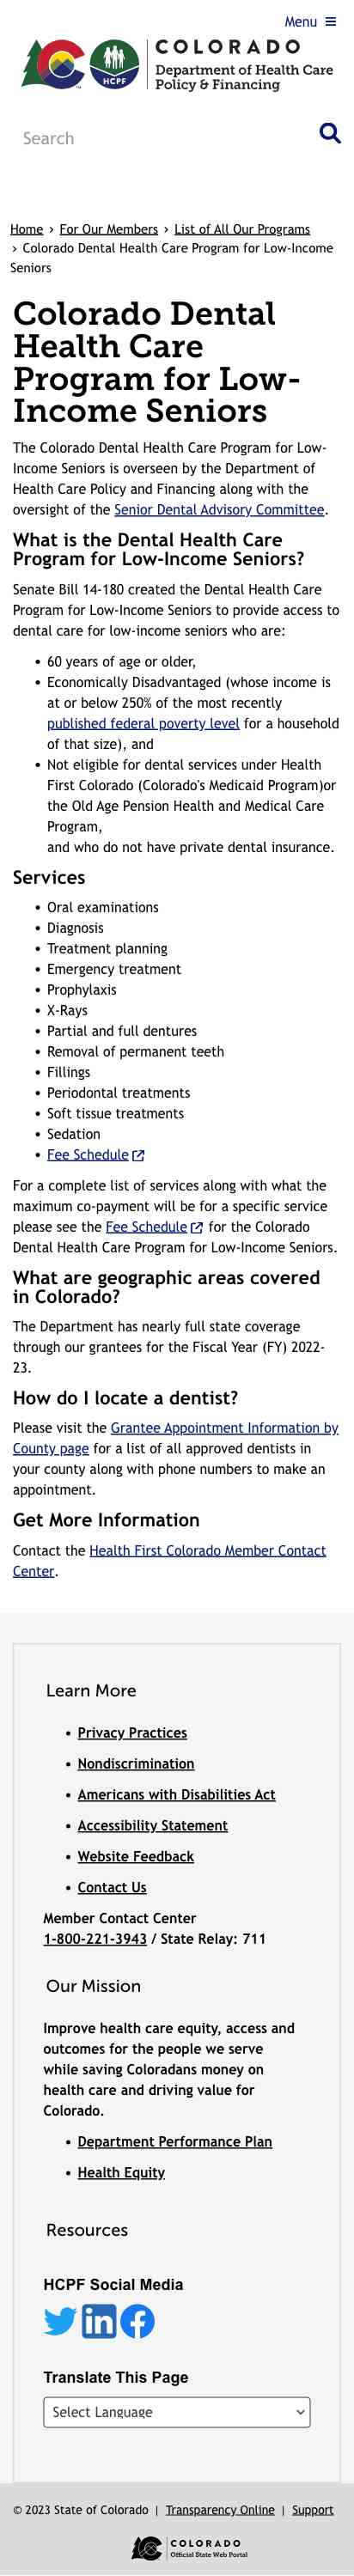 Menu
HCPF
COLORADO
Department of Health Care
Policy & Financing
Search
Home › For Our Members › List of All Our Programs
› Colorado Dental Health Care Program for Low-Income
Seniors
Colorado Dental
Health Care
Program for Low-
Income Seniors
The Colorado Dental Health Care Program for Low-
Income Seniors is overseen by the Department of
Health Care Policy and Financing along with the
oversight of the Senior Dental Advisory Committee.
What is the Dental Health Care
Program for Low-Income Seniors?
Senate Bill 14-180 created the Dental Health Care
Program for Low-Income Seniors to provide access to
dental care for low-income seniors who are:
• 60 years of age or older,
• Economically Disadvantaged (whose income is
at or below 250% of the most recently
published federal poverty level for a household
of that size), and
• Not eligible for dental services under Health
First Colorado (Colorado's Medicaid Program)or
the Old Age Pension Health and Medical Care
Program,
and who do not have private dental insurance.
Services
• Oral examinations
• Diagnosis
• Treatment planning
• Emergency treatment
• Prophylaxis
• X-Rays
• Partial and full dentures
• Removal of permanent teeth
• Fillings
• Periodontal treatments
• Soft tissue treatments
• Sedation
• Fee Schedule
For a complete list of services along with what the
maximum co-payment will be for a specific service
please see the Fee Schedule for the Colorado
Dental Health Care Program for Low-Income Seniors.
What are geographic areas covered
in Colorado?
The Department has nearly full state coverage
through our grantees for the Fiscal Year (FY) 2022-
23.
How do I locate a dentist?
Please visit the Grantee Appointment Information by
County page for a list of all approved dentists in
your county along with phone numbers to make an
appointment.
Get More Information
Contact the Health First Colorado Member Contact
Center.
Learn More
• Privacy Practices
• Nondiscrimination
• Americans with Disabilities Act
• Accessibility Statement
• Website Feedback
• Contact Us
Member Contact Center
1-800-221-3943 / State Relay: 711
Our Mission
Improve health care equity, access and
outcomes for the people we serve
while saving Coloradans money on
health care and driving value for
Colorado.
• Department Performance Plan
• Health Equity
Resources
HCPF Social Media
Translate This Page
Select Language
© 2023 State of Colorado | Transparency Online | Support
COLORADO
Official State Web Portal